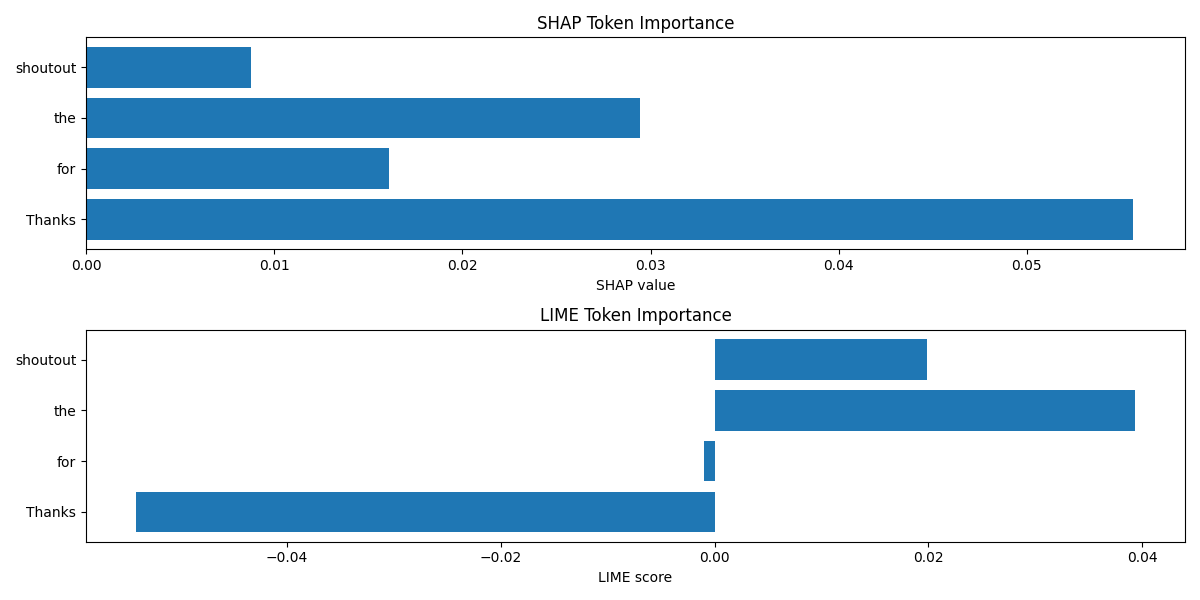 SHAP Token Importance
shoutout
the
for
Thanks
0.00 0.01 0.02 0.03 0.04 0.05
SHAP value
LIME Token Importance
shoutout
the
for
Thanks
−0.04 −0.02 0.00 0.02 0.04
LIME score